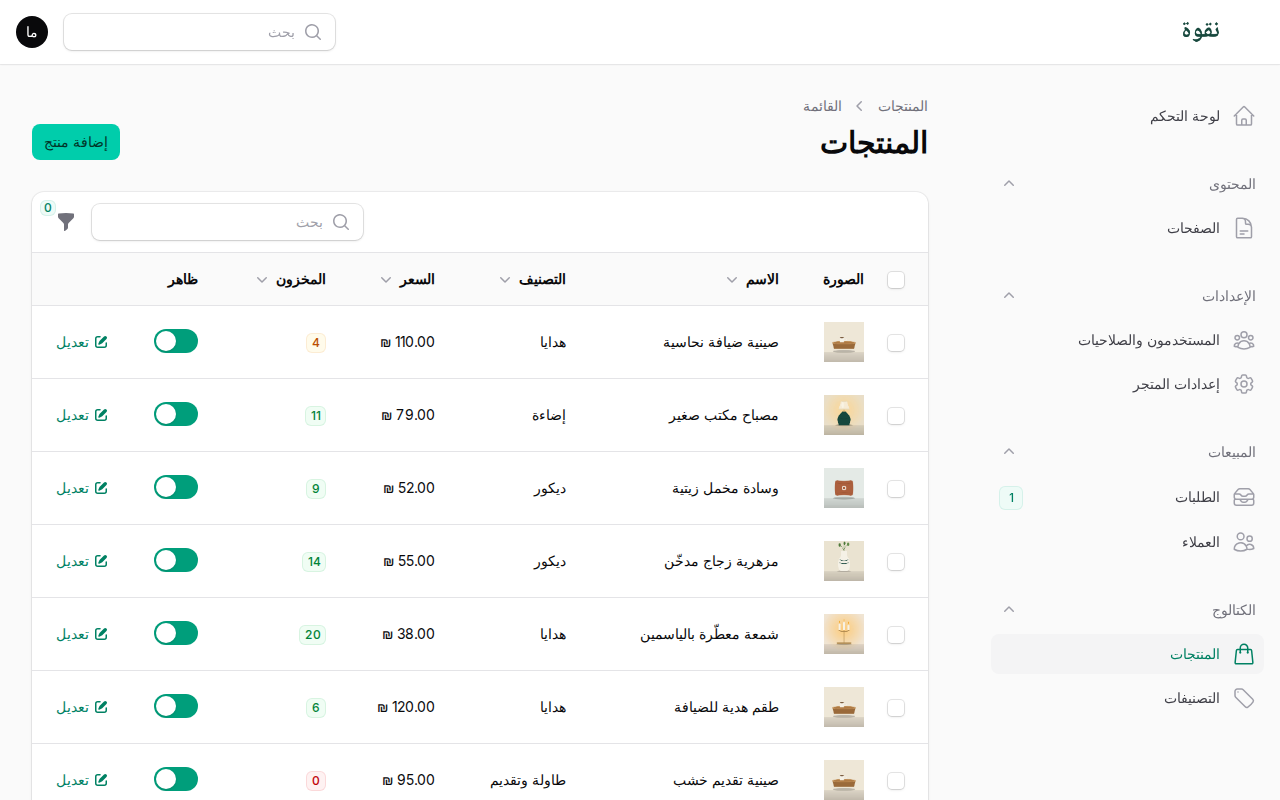 نقوة
بحث
ما
لوحة التحكم
المحتوى
الصفحات
الإعدادات
المستخدمون والصلاحيات
إعدادات المتجر
المبيعات
الطلبات 1
العملاء
الكتالوج
المنتجات
التصنيفات
المنتجات القائمة
المنتجات
إضافة منتج
بحث
0
الصورة الاسم التصنيف السعر المخزون ظاهر
صينية ضيافة نحاسية هدايا 110.00 ₪ 4 تعديل
مصباح مكتب صغير إضاءة 79.00 ₪ 11 تعديل
وسادة مخمل زيتية ديكور 52.00 ₪ 9 تعديل
مزهرية زجاج مدخّن ديكور 55.00 ₪ 14 تعديل
شمعة معطّرة بالياسمين هدايا 38.00 ₪ 20 تعديل
طقم هدية للضيافة هدايا 120.00 ₪ 6 تعديل
صينية تقديم خشب طاولة وتقديم 95.00 ₪ 0 تعديل